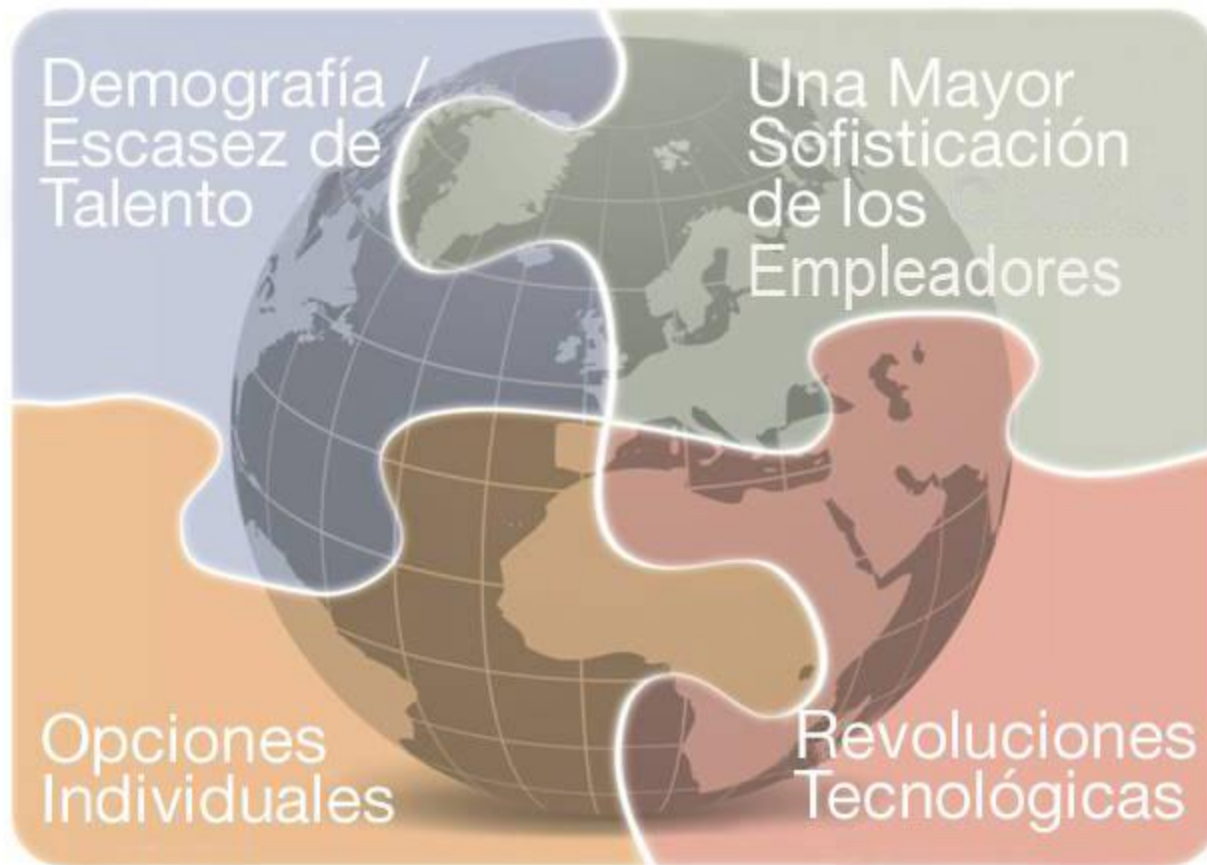 Demografía /
Escasez de
Talento
Una Mayor
Sofisticación
de los
Empleadores
Opciones
Individuales
Revoluciones
Tecnológicas